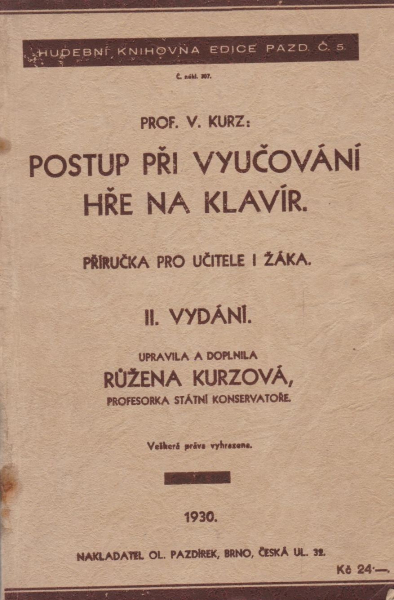 HUDEBNÍ KNIHOVNA EDICE PAZD. Č. 5.
Č. zákl. 307.
PROF. V. KURZ:
POSTUP PŘI VYUČOVÁNÍ
HŘE NA KLAVÍR.
PŘÍRUČKA PRO UČITELE I ŽÁKA.
II. VYDÁNÍ.
UPRAVILA A DOPLNILA
RŮŽENA KURZOVÁ,
PROFESORKA STÁTNÍ KONSERVATOŘE.
Veškerá práva vyhrazena.
1930.
NAKLADATEL OL. PAZDÍREK, BRNO, ČESKÁ UL. 32.
Kč 24·—.